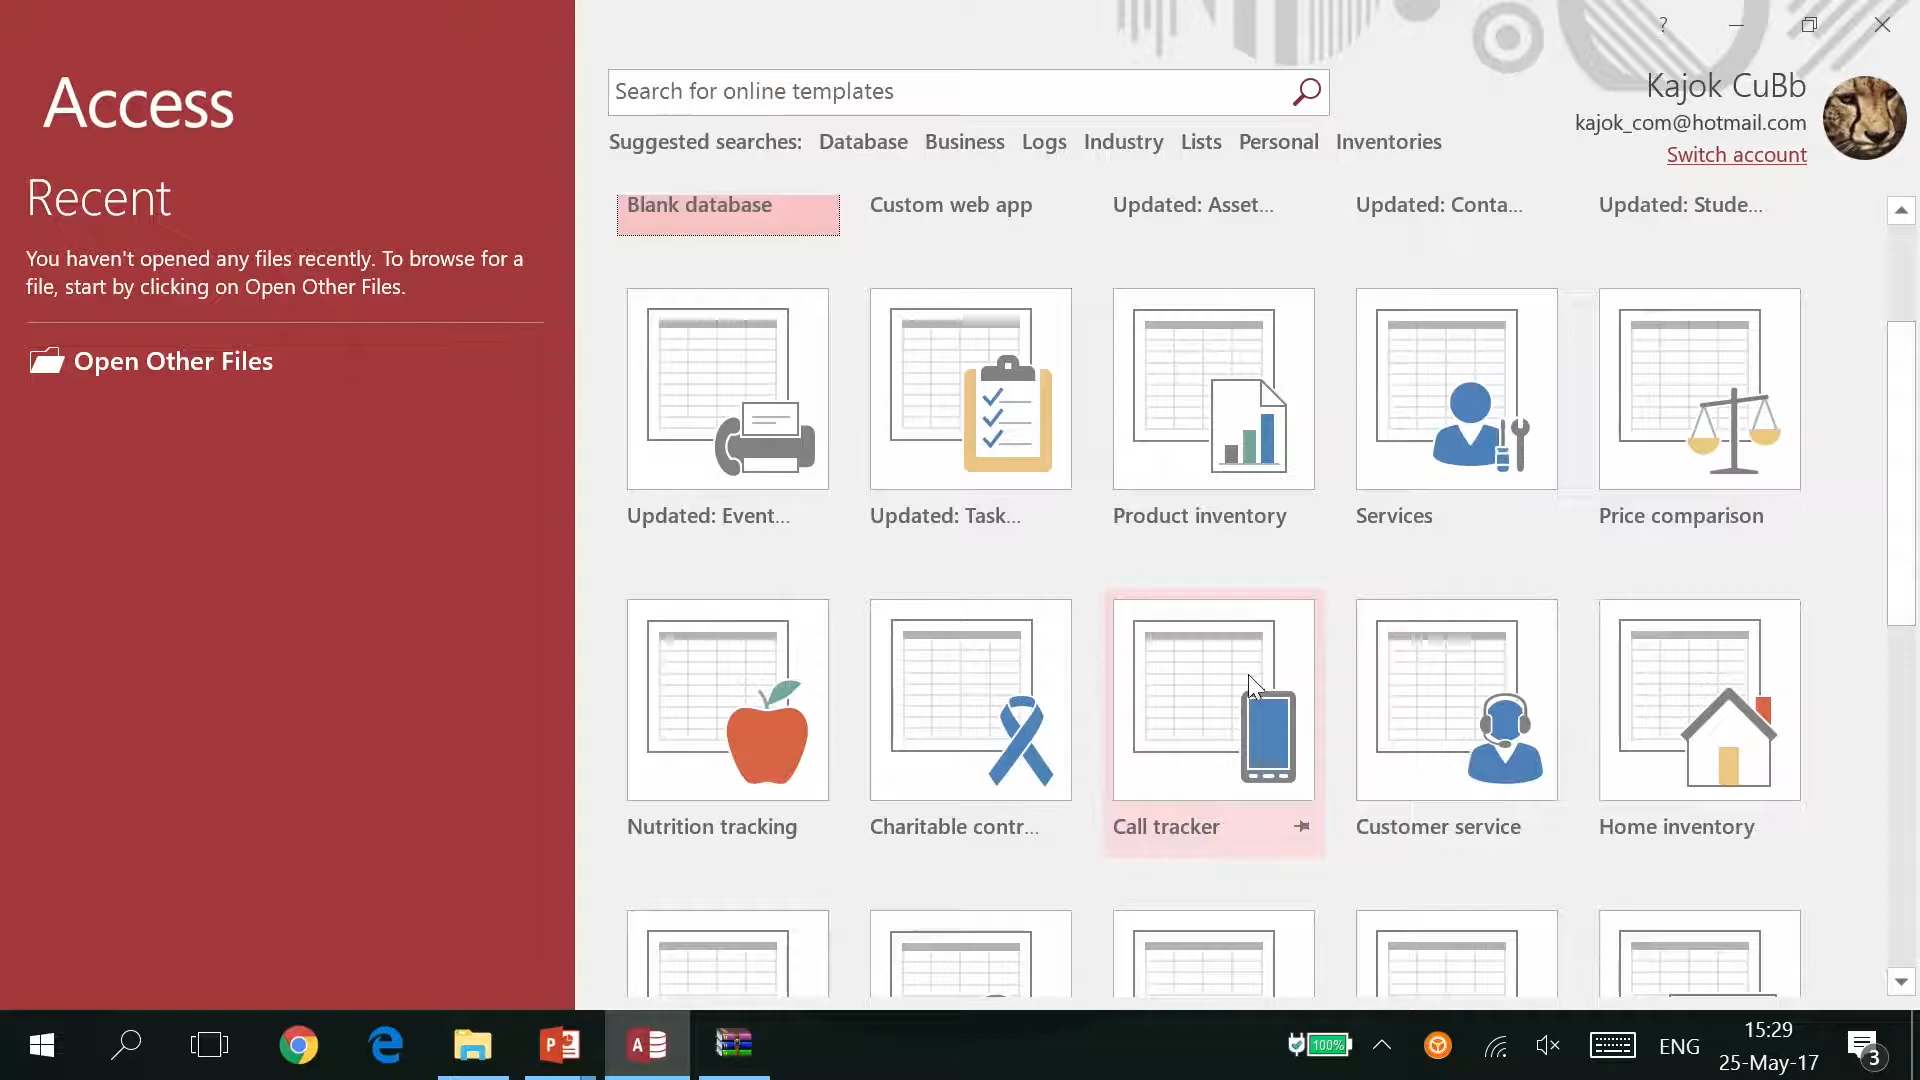 Access
Recent
You haven't opened any files recently. To browse for a
file, start by clicking on Open Other Files.
Open Other Files
?
Search for online templates
Suggested searches: Database Business Logs Industry Lists Personal Inventories
Kajok CuBb
kajok_com@hotmail.com
Switch account
Blank database
Custom web app
Updated: Asset...
Updated: Conta...
Updated: Stude...
Updated: Event...
Updated: Task...
Product inventory
Services
Price comparison
Nutrition tracking
Charitable contr...
Call tracker
Customer service
Home inventory
P
A
100%
ENG
15:29
25-May-17
3